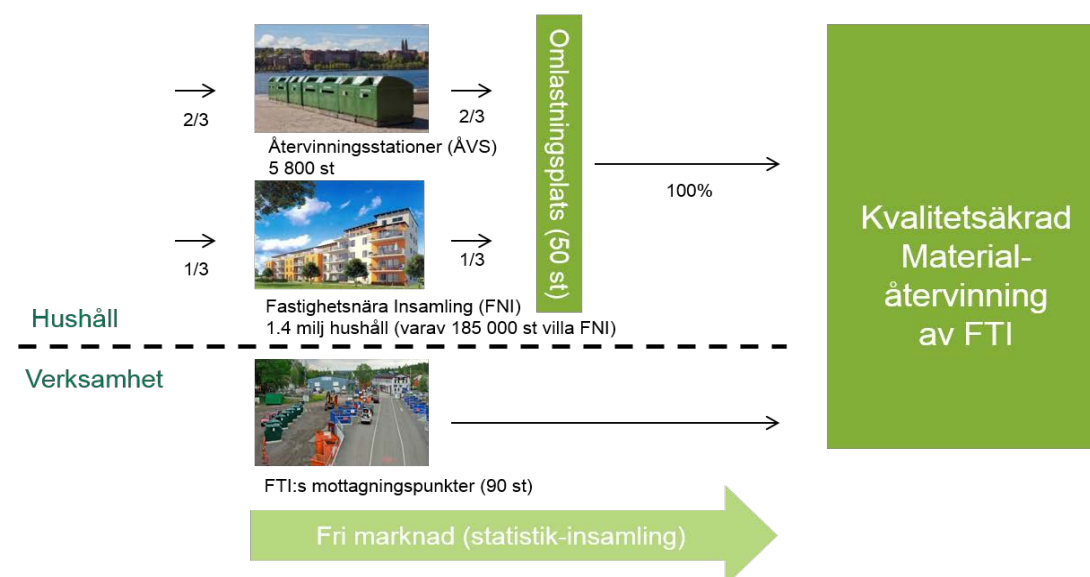 2/3
2/3
Återvinningsstationer (ÅVS)
5 800 st
Omlastningsplats (50 st)
100%
1/3
1/3
Fastighetsnära Insamling (FNI)
1.4 milj hushåll (varav 185 000 st villa FNI)
Kvalitetsäkrad
Material-
återvinning
av FTI
Hushåll
Verksamhet
FTI:s mottagningspunkter (90 st)
Fri marknad (statistik-insamling)